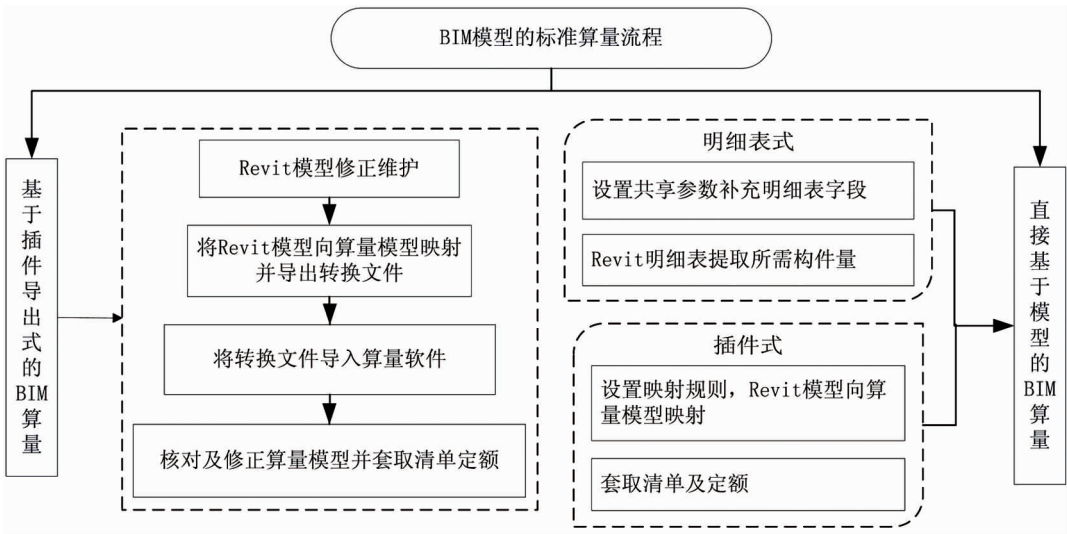 BIM模型的标准算量流程
基于插件导出式的BIM算量
Revit模型修正维护
将Revit模型向算量模型映射
并导出转换文件
将转换文件导入算量软件
核对及修正算量模型并套取清单定额
明细表式
设置共享参数补充明细表字段
Revit明细表提取所需构件量
插件式
设置映射规则，Revit模型向算
量模型映射
套取清单及定额
直接基于模型的BIM算量